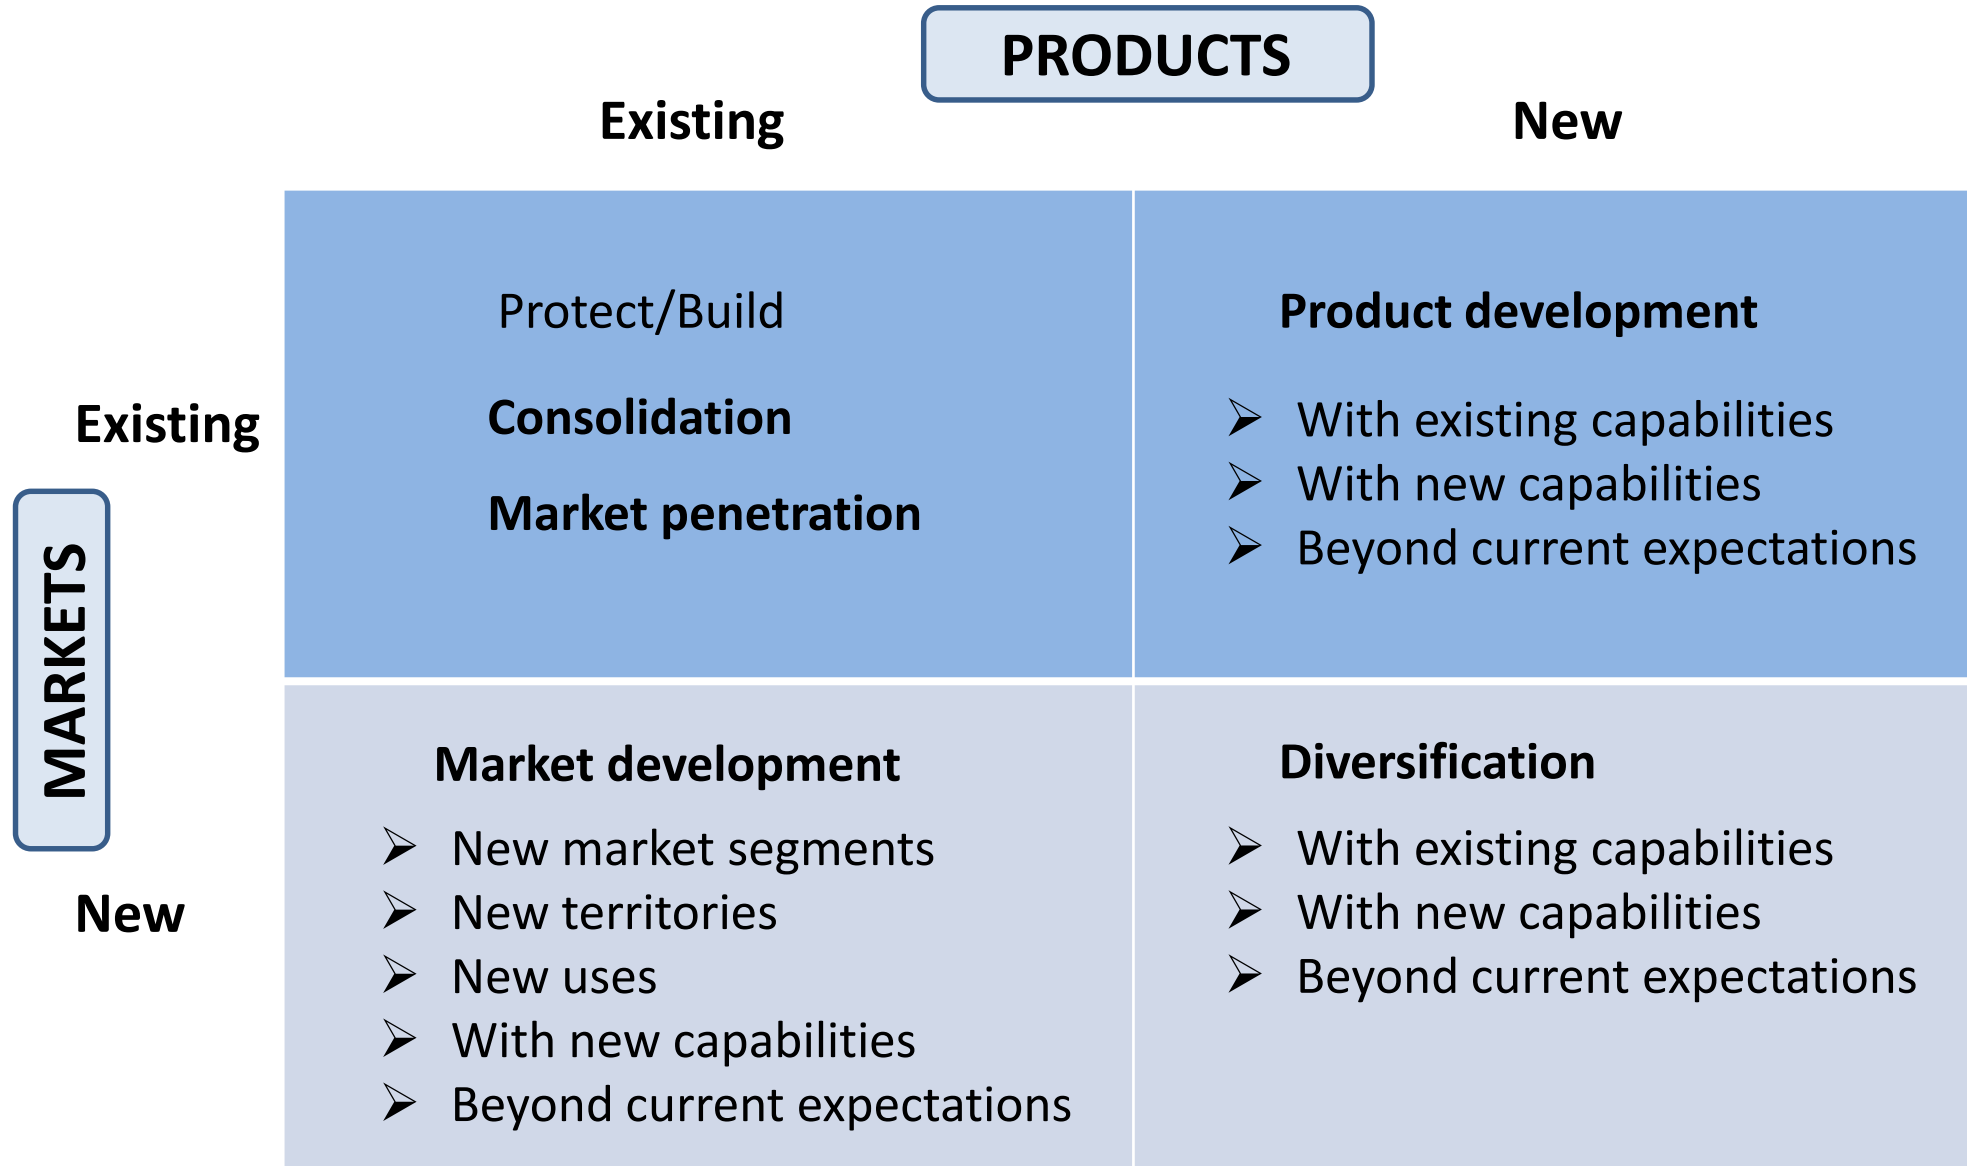 PRODUCTS
Existing
New
Existing
Protect/Build
Consolidation
Market penetration
Product development
With existing capabilities
With new capabilities
Beyond current expectations
MARKETS
New
Market development
New market segments
New territories
New uses
With new capabilities
Beyond current expectations
Diversification
With existing capabilities
With new capabilities
Beyond current expectations